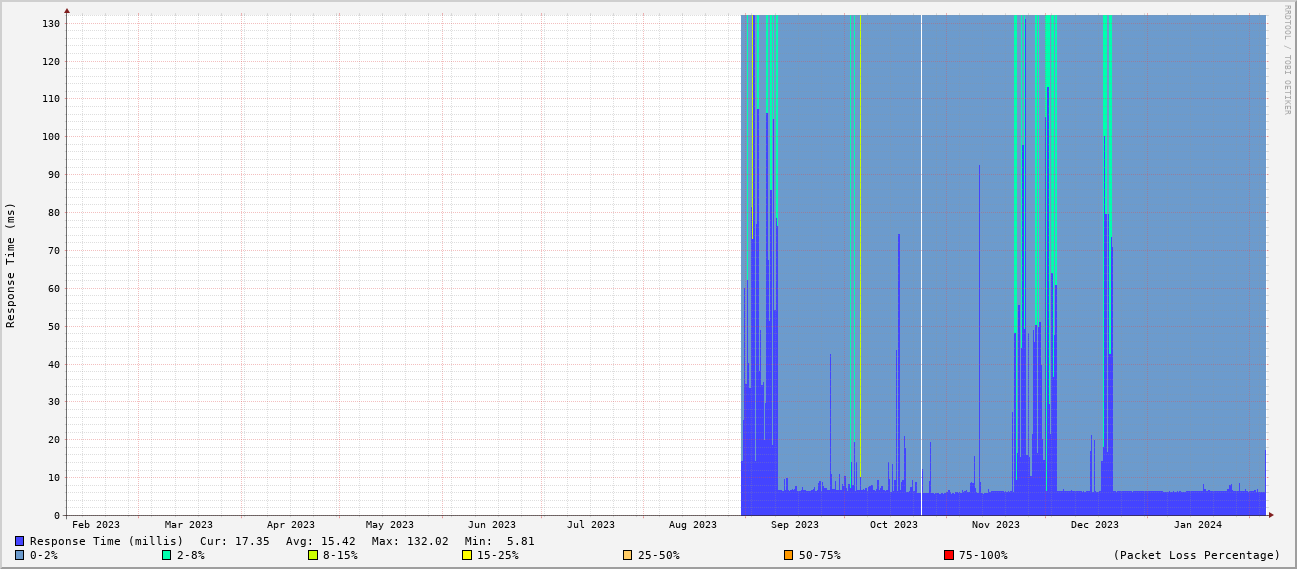 RRDTOOL / TOBI OETIKER
Response Time (ms)
130
120
110
100
90
80
70
60
50
40
30
20
10
0
Feb 2023 Mar 2023 Apr 2023 May 2023 Jun 2023 Jul 2023 Aug 2023 Sep 2023 Oct 2023 Nov 2023 Dec 2023 Jan 2024
Response Time (millis) Cur: 17.35 Avg: 15.42 Max: 132.02 Min: 5.81
0-2% 2-8% 8-15% 15-25% 25-50% 50-75% 75-100% (Packet Loss Percentage)